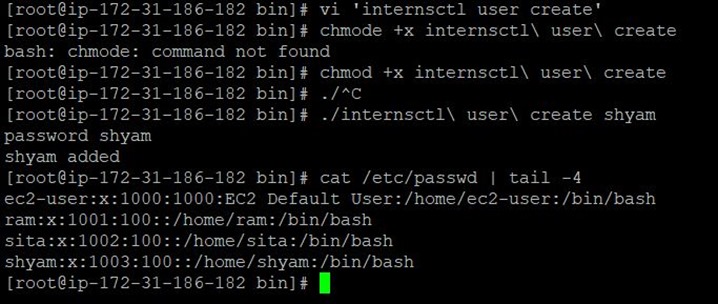 [root@ip-172-31-186-182 bin]# vi 'internsctl user create'
[root@ip-172-31-186-182 bin]# chmode +x internsctl\ user\ create
bash: chmode: command not found
[root@ip-172-31-186-182 bin]# chmod +x internsctl\ user\ create
[root@ip-172-31-186-182 bin]# ./^C
[root@ip-172-31-186-182 bin]# ./internsctl\ user\ create shyam
password shyam
shyam added
[root@ip-172-31-186-182 bin]# cat /etc/passwd | tail -4
ec2-user:x:1000:1000:EC2 Default User:/home/ec2-user:/bin/bash
ram:x:1001:100::/home/ram:/bin/bash
sita:x:1002:100::/home/sita:/bin/bash
shyam:x:1003:100::/home/shyam:/bin/bash
[root@ip-172-31-186-182 bin]#